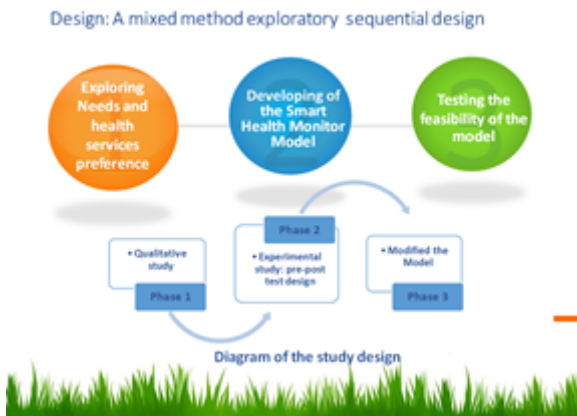 Design: A mixed method exploratory sequential design
Exploring
Needs and
health
services
preference
Developing of
the Smart
Health Monitor
Model
2
Testing the
feasibility of the
model
3
• Qualitative
study
Phase 1
Phase 2
• Experimental
study: pre-post
test design
• Modified the
Model
Phase 3
Diagram of the study design